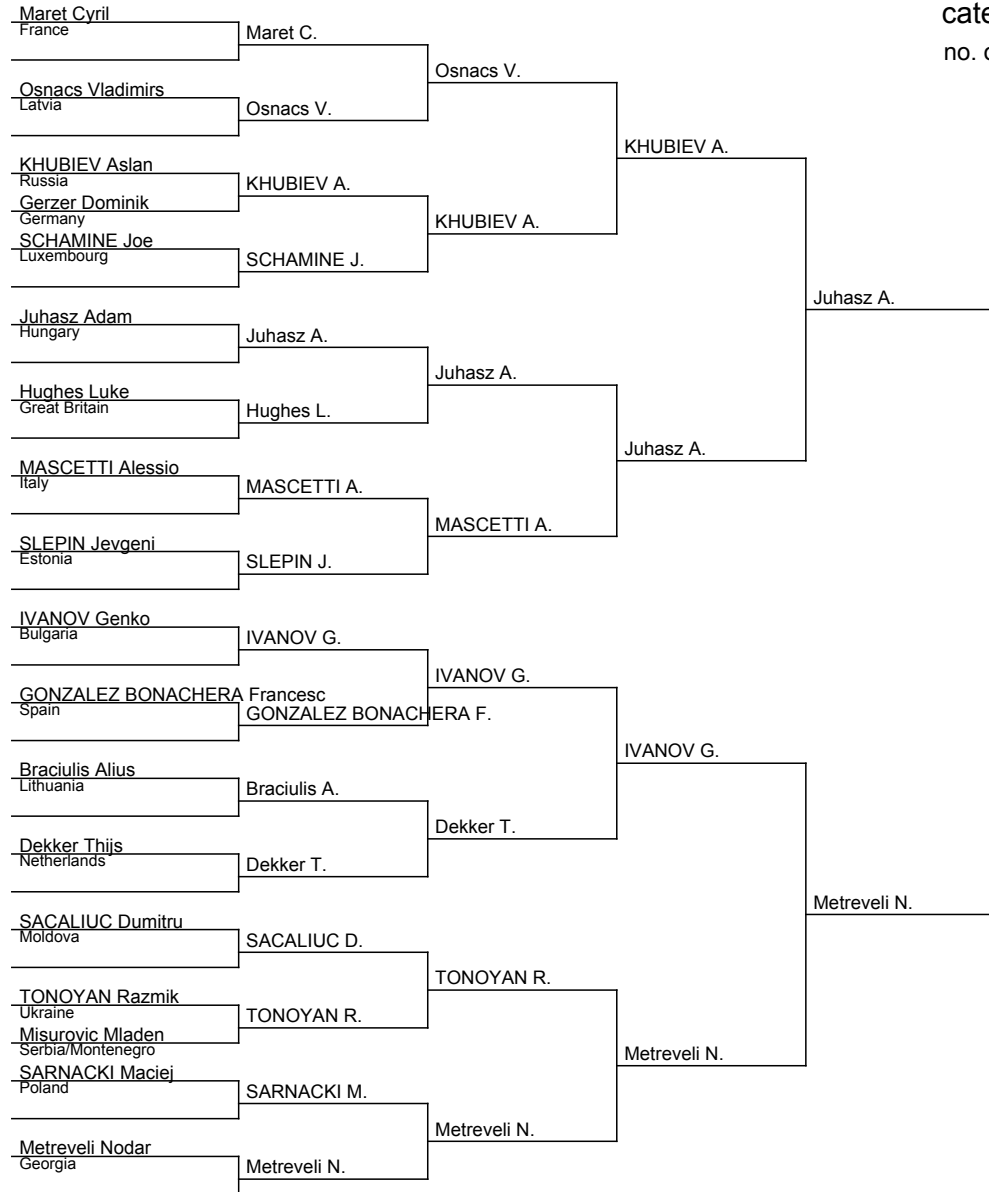 Maret Cyril
France
Maret C.
Osnacs V.
Osnacs Vladimirs
Latvia
Osnacs V.
KHUBIEV A.
KHUBIEV Aslan
Russia
KHUBIEV A.
Gerzer Dominik
Germany
KHUBIEV A.
SCHAMINE Joe
Luxembourg
SCHAMINE J.
Juhasz A.
Juhasz Adam
Hungary
Juhasz A.
Juhasz A.
Hughes Luke
Great Britain
Hughes L.
Juhasz A.
MASCETTI Alessio
Italy
MASCETTI A.
MASCETTI A.
SLEPIN Jevgeni
Estonia
SLEPIN J.
IVANOV Genko
Bulgaria
IVANOV G.
IVANOV G.
GONZALEZ BONACHERA Francesc
Spain
GONZALEZ BONACHERA F.
IVANOV G.
Braciulis Alius
Lithuania
Braciulis A.
Dekker T.
Dekker Thijs
Netherlands
Dekker T.
Metreveli N.
SACALIUC Dumitru
Moldova
SACALIUC D.
TONOYAN R.
TONOYAN Razmik
Ukraine
TONOYAN R.
Misurovic Mladen
Serbia/Montenegro
Metreveli N.
SARNACKI Maciej
Poland
SARNACKI M.
Metreveli N.
Metreveli Nodar
Georgia
Metreveli N.
cate
no. c